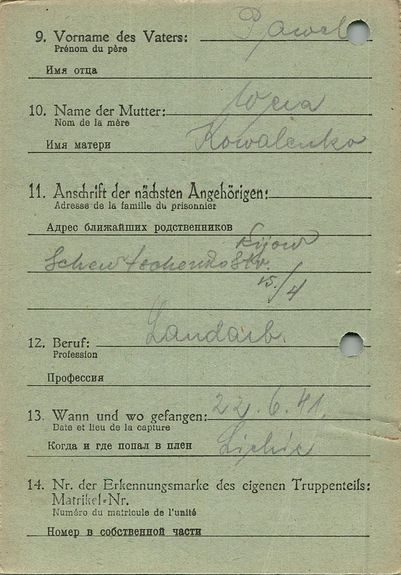 9. Vorname des Vaters: Pawel
Prénom du père
Имя отца
10. Name der Mutter: Wera
Nom de la mère
Kowalenko
Имя матери
11. Anschrift der nächsten Angehörigen:
Adresse de la famille du prisonnier
Адрес ближайших родственников
Kijow
Schewtschenko Str.
15/4
12. Beruf: Landarb.
Profession
Профессия
13. Wann und wo gefangen: 22.6.41.
Date et lieu de la capture
Когда и где попал в плен
14. Nr. der Erkennungsmarke des eigenen Truppenteils:
Matrikel-Nr.
Numéro du matricule de l'unité
Номер в собственной части